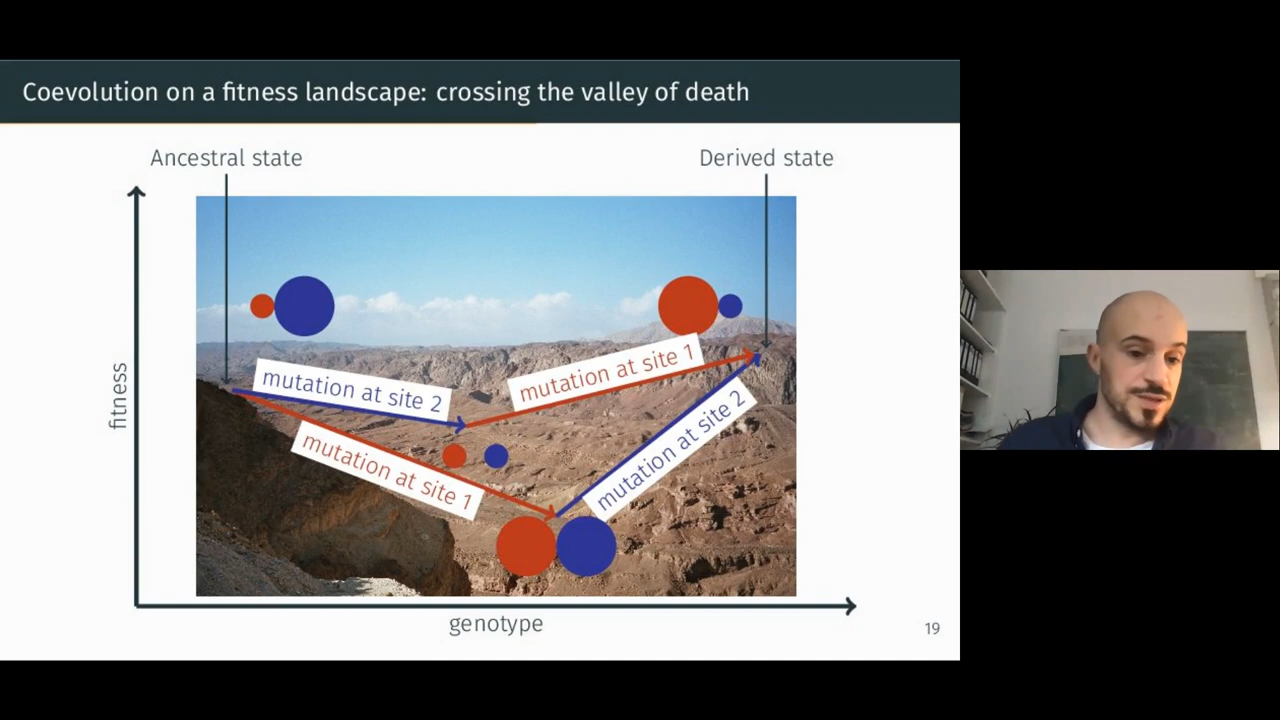 Coevolution on a fitness landscape: crossing the valley of death
Ancestral state
Derived state
fitness
mutation at site 2
mutation at site 1
mutation at site 1
mutation at site 2
genotype
19